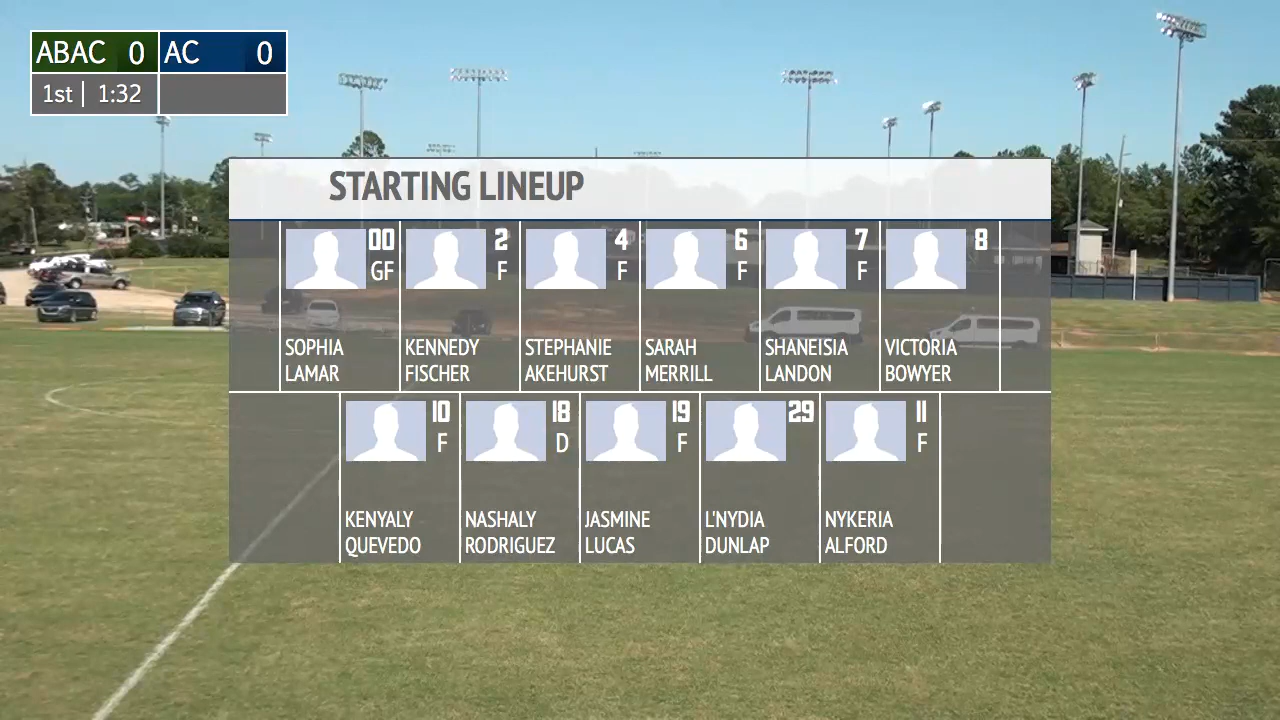 ABAC 0 AC 0
1st | 1:32
STARTING LINEUP
00 2 4 6 7 8
GF F F F F
SOPHIA KENNEDY STEPHANIE SARAH SHANEISIA VICTORIA
LAMAR FISCHER AKEHURST MERRILL LANDON BOWYER
10 18 19 29 11
F D F F
KENYALY NASHALY JASMINE L'NYDIA NYKERIA
QUEVEDO RODRIGUEZ LUCAS DUNLAP ALFORD